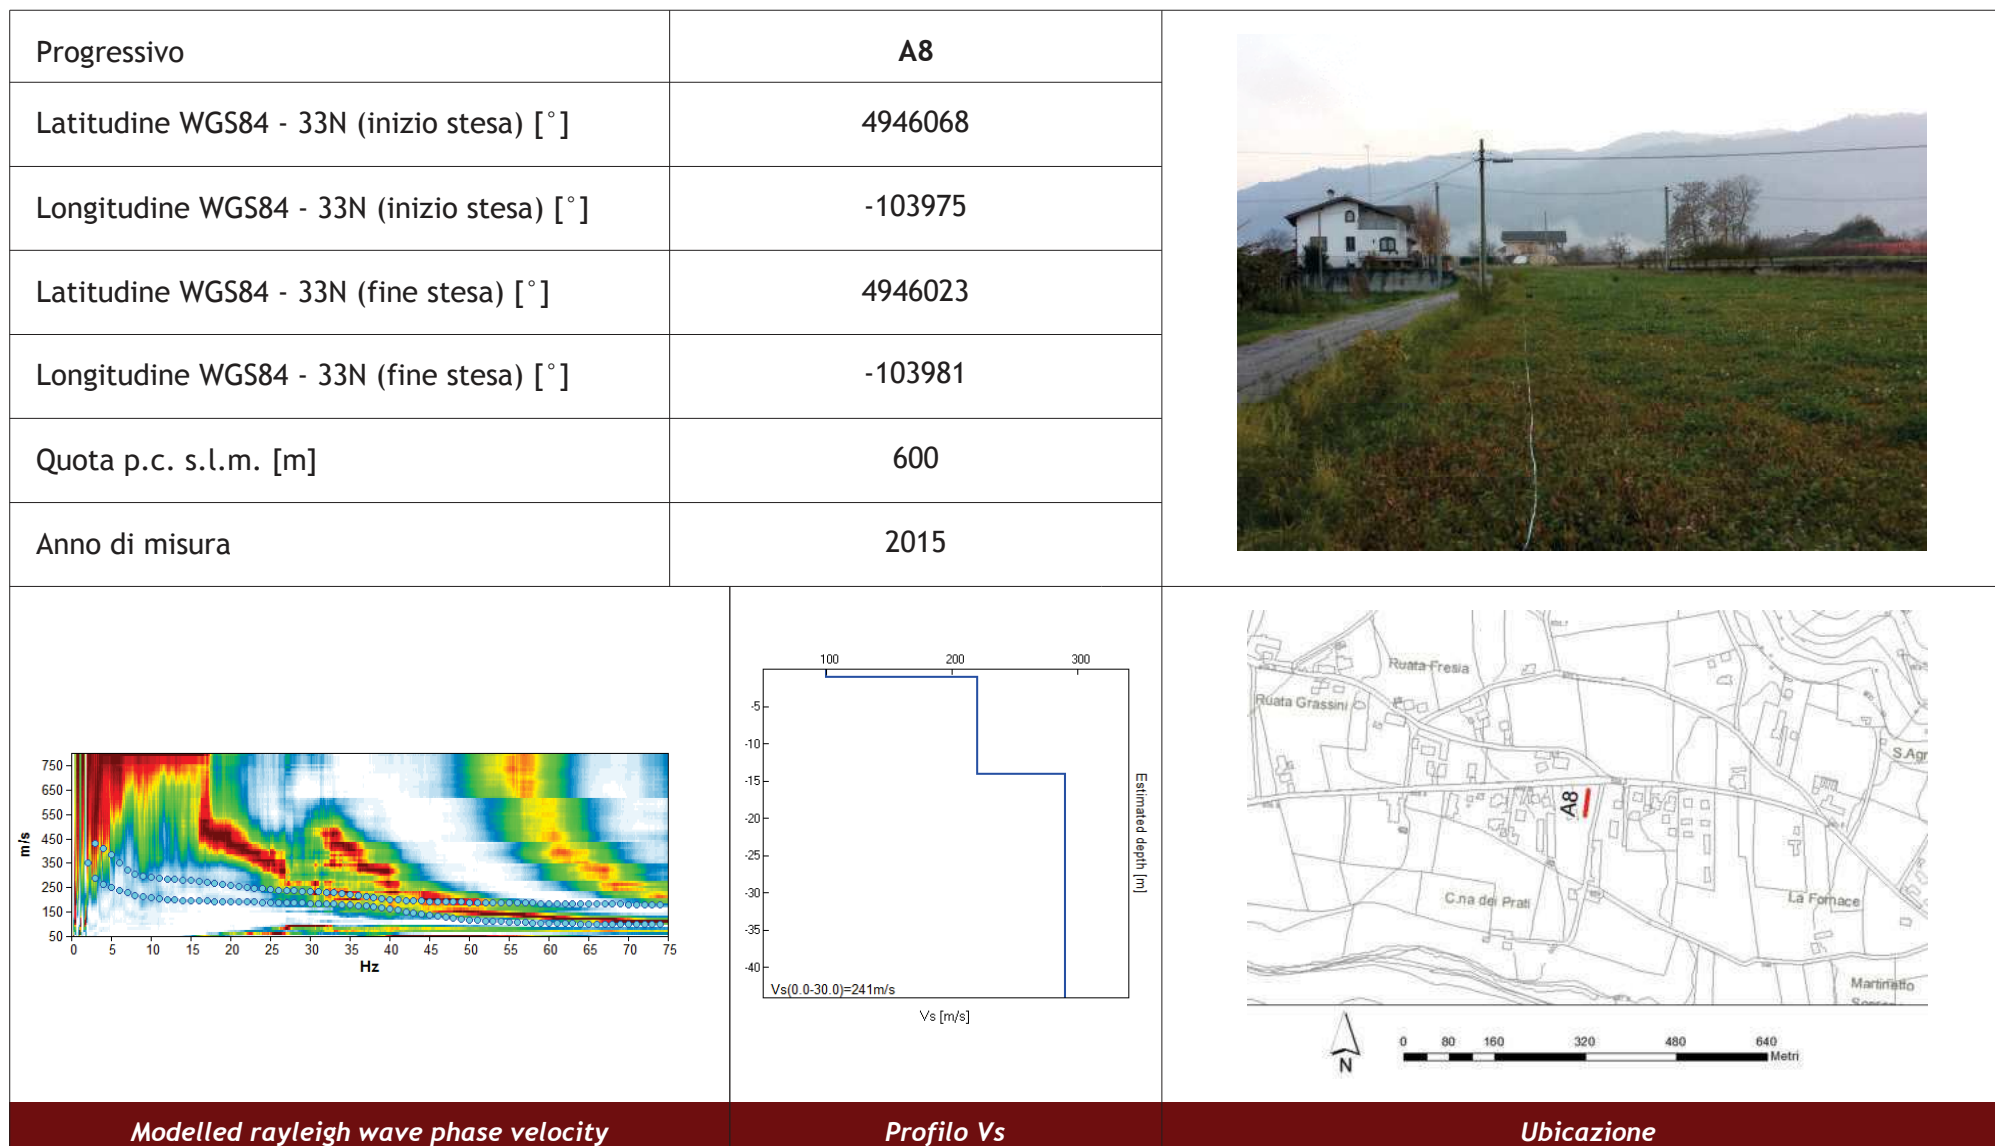 Progressivo
A8
Latitudine WGS84 - 33N (inizio stesa) [°]
4946068
Longitudine WGS84 - 33N (inizio stesa) [°]
-103975
Latitudine WGS84 - 33N (fine stesa) [°]
4946023
Longitudine WGS84 - 33N (fine stesa) [°]
-103981
Quota p.c. s.l.m. [m]
600
Anno di misura
2015
750
650
550
450
350
250
150
50
m/s
0 5 10 15 20 25 30 35 40 45 50 55 60 65 70 75
Hz
100 200 300
-5
-10
-15
-20
-25
-30
-35
-40
Estimated depth [m]
Vs(0.0-30.0)=241m/s
Vs [m/s]
Ruata Fresia
Ruata Grassini
S.Agn
A8
C.na dei Prati
La Fornace
Martinetto
N
0 80 160 320 480 640
Metri
Modelled rayleigh wave phase velocity
Profilo Vs
Ubicazione